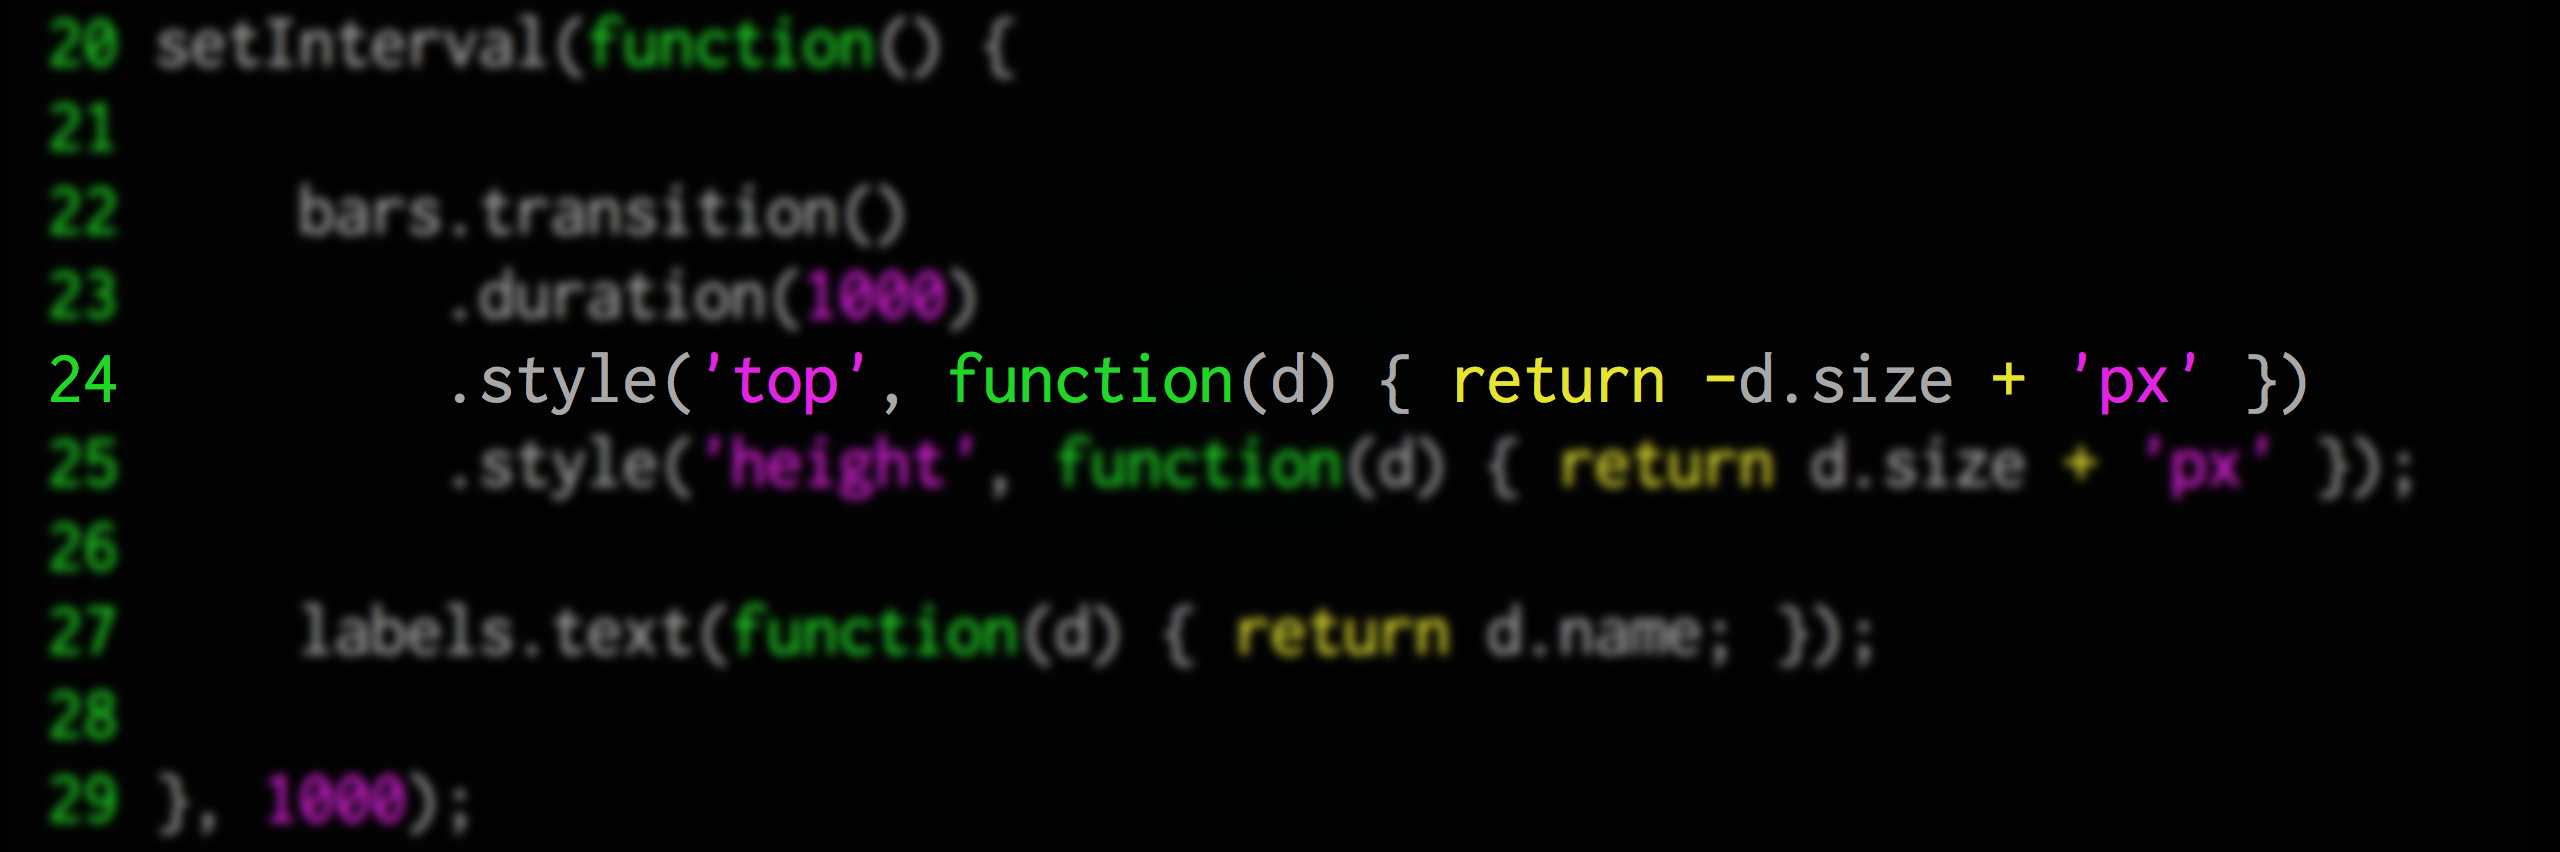 20 setInterval(function() {
21
22     bars.transition()
23         .duration(1000)
24         .style('top', function(d) { return -d.size + 'px' })
25         .style('height', function(d) { return d.size + 'px' });
26
27     labels.text(function(d) { return d.name; });
28
29 }, 1000);